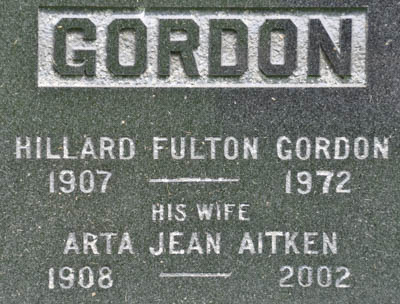 GORDON
HILLARD FULTON GORDON
1907 — 1972
HIS WIFE
ARTA JEAN AITKEN
1908 — 2002